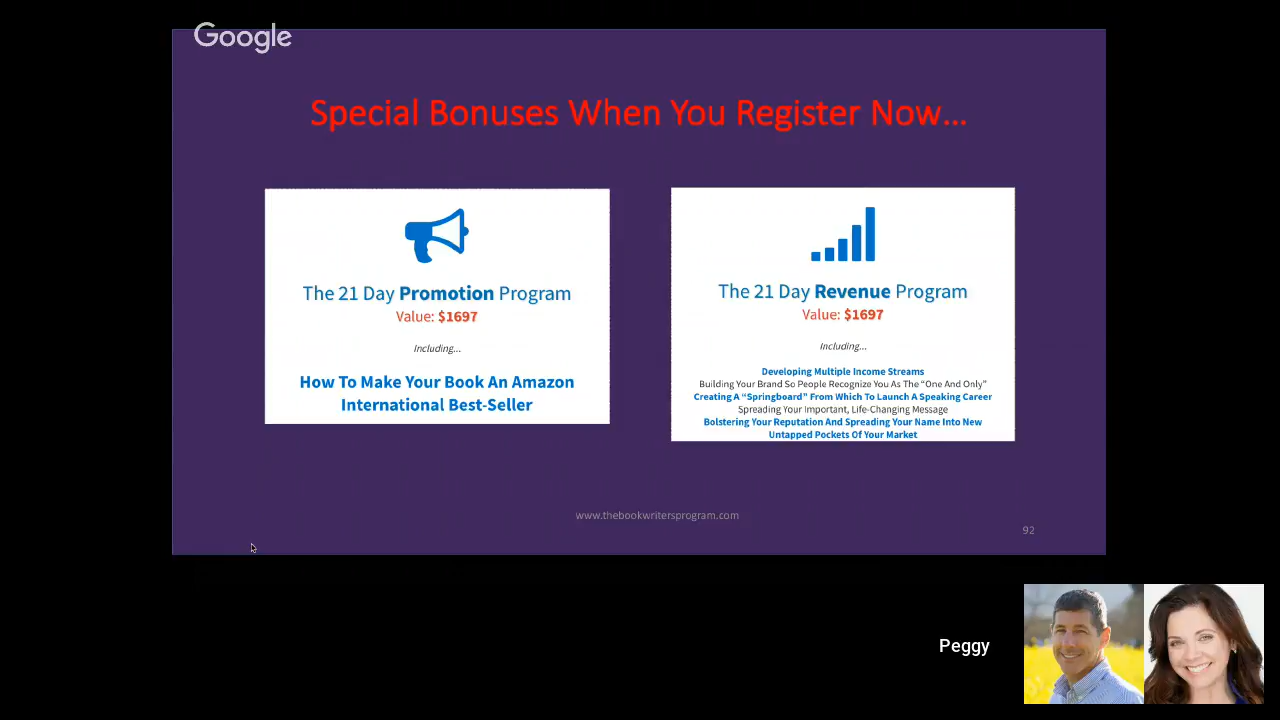 Google
Special Bonuses When You Register Now...
The 21 Day Promotion Program
Value: $1697
Including...
How To Make Your Book An Amazon
International Best-Seller
The 21 Day Revenue Program
Value: $1697
Including...
Developing Multiple Income Streams
Building Your Brand So People Recognize You As The “One And Only”
Creating A “Springboard” From Which To Launch A Speaking Career
Spreading Your Important, Life-Changing Message
Bolstering Your Reputation And Spreading Your Name Into New
Untapped Pockets Of Your Market
www.thebookwritersprogram.com
92
Peggy